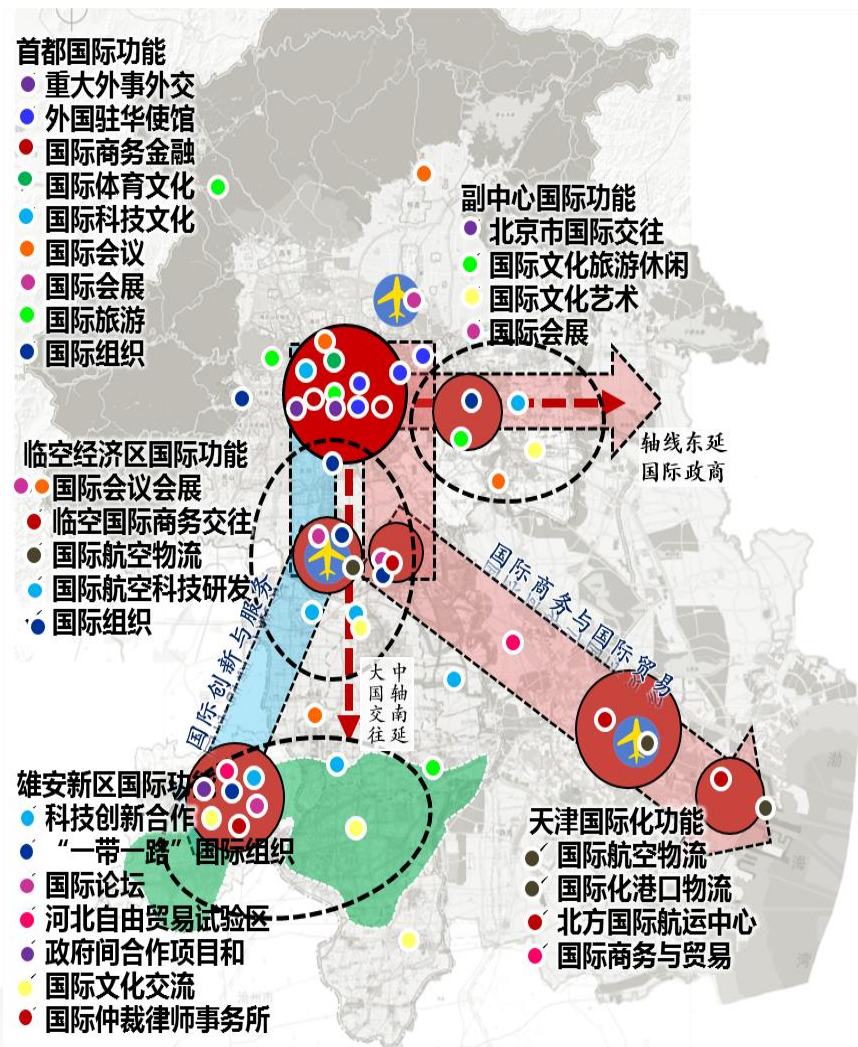 首都国际功能
重大外事外交
外国驻华使馆
国际商务金融
国际体育文化
国际科技文化
国际会议
国际会展
国际旅游
国际组织
副中心国际功能
北京市国际交往
国际文化旅游休闲
国际文化艺术
国际会展
轴线东延
国际政商
临空经济区国际功能
国际会议会展
临空国际商务交往
国际航空物流
国际航空科技研发
国际组织
国际创新与服务
国际商务与国际贸易
中轴南延
大国交往
雄安新区国际功
科技创新合作
“一带一路”国际组织
国际论坛
河北自由贸易试验区
政府间合作项目和
国际文化交流
国际仲裁律师事务所
天津国际化功能
国际航空物流
国际化港口物流
北方国际航运中心
国际商务与贸易
渤
海
湾